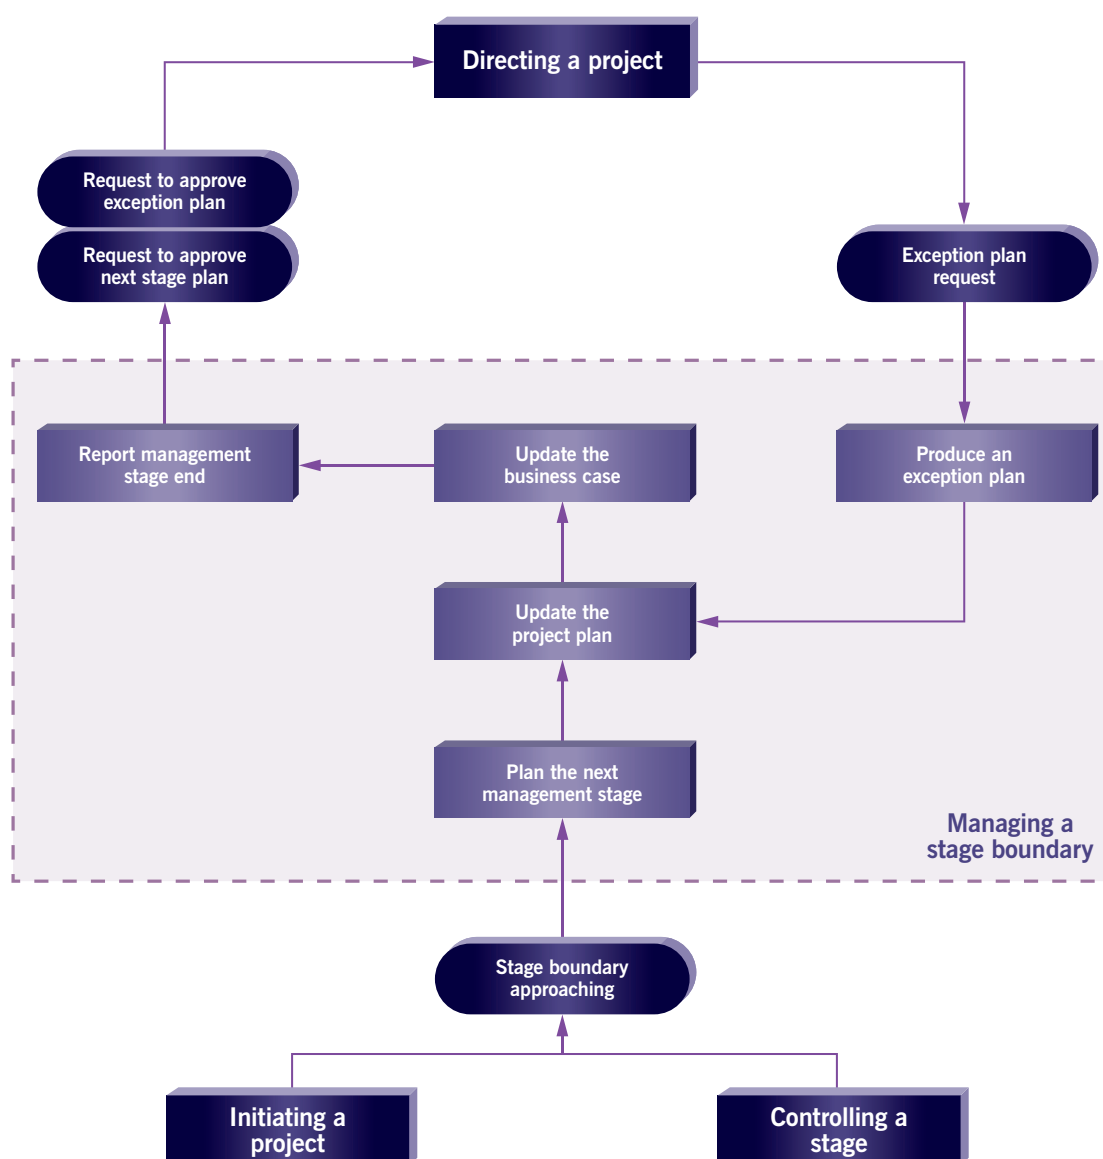 Directing a project
Request to approve
exception plan
Request to approve
next stage plan
Exception plan
request
Report management
stage end
Update the
business case
Produce an
exception plan
Update the
project plan
Plan the next
management stage
Managing a
stage boundary
Stage boundary
approaching
Initiating a
project
Controlling a
stage